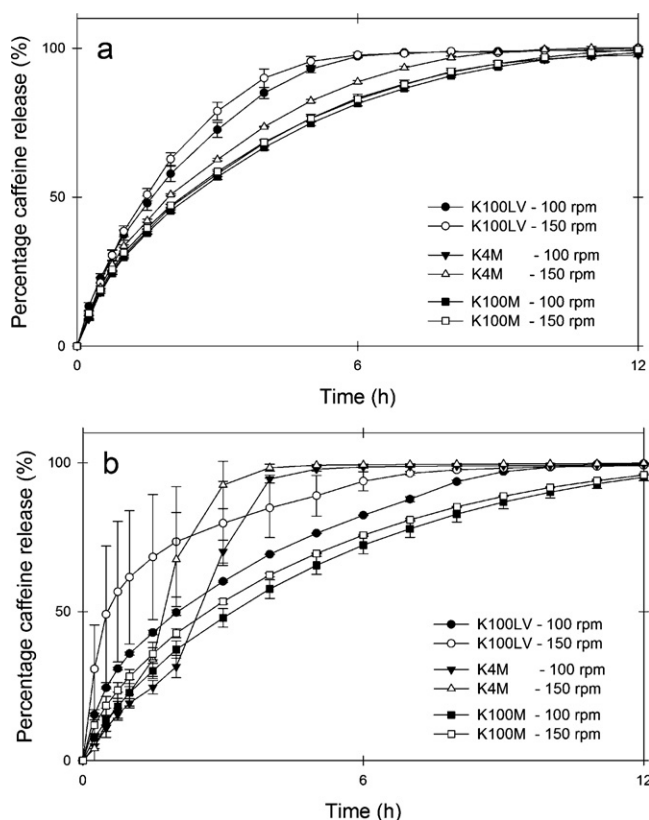 a
Percentage caffeine release (%)
100
50
0
K100LV - 100 rpm
K100LV - 150 rpm
K4M - 100 rpm
K4M - 150 rpm
K100M - 100 rpm
K100M - 150 rpm
0 6 12
Time (h)
b
Percentage caffeine release (%)
100
50
0
K100LV - 100 rpm
K100LV - 150 rpm
K4M - 100 rpm
K4M - 150 rpm
K100M - 100 rpm
K100M - 150 rpm
0 6 12
Time (h)